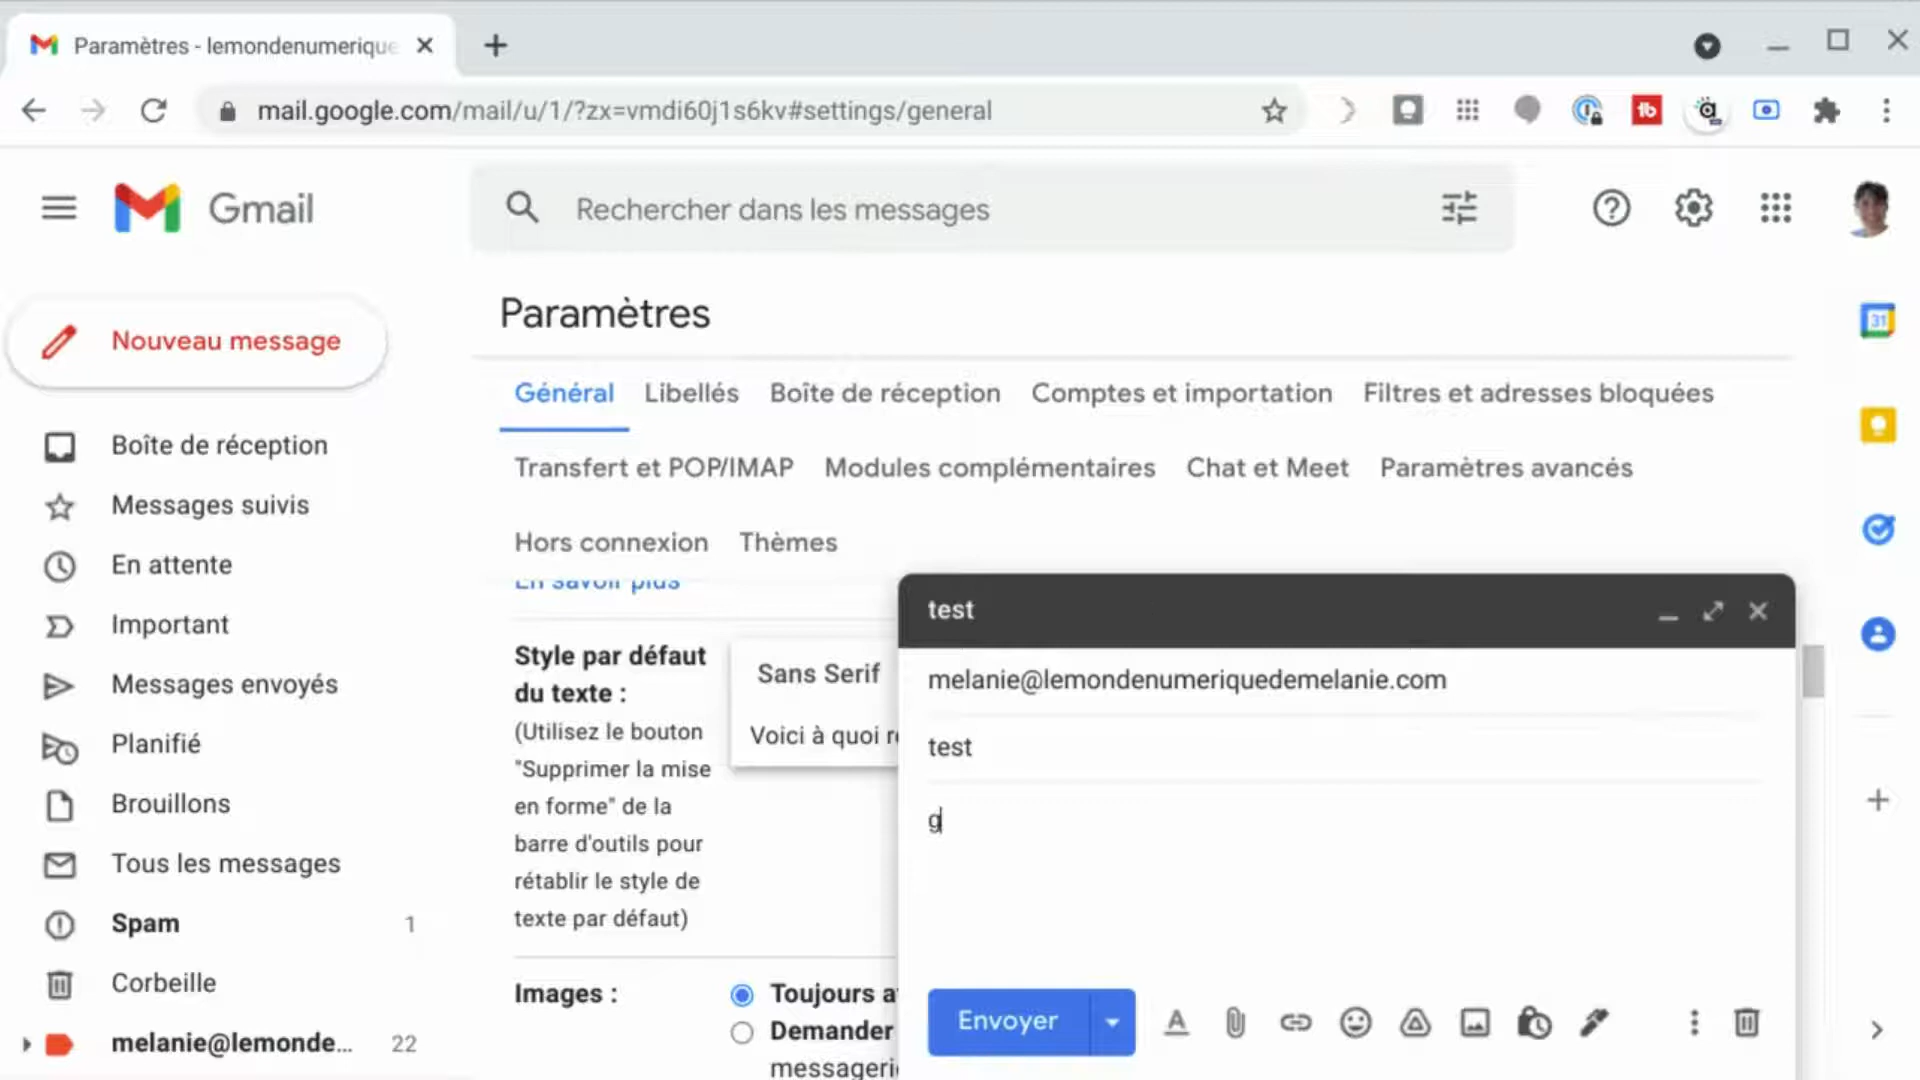 Paramètres - lemondenumerique
mail.google.com/mail/u/1/?zx=vmdi60j1s6kv#settings/general
Gmail
Rechercher dans les messages
Nouveau message
Boîte de réception
Messages suivis
En attente
Important
Messages envoyés
Planifié
Brouillons
Tous les messages
Spam 1
Corbeille
melanie@lemonde... 22
Paramètres
Général Libellés Boîte de réception Comptes et importation Filtres et adresses bloquées
Transfert et POP/IMAP Modules complémentaires Chat et Meet Paramètres avancés
Hors connexion Thèmes
En savoir plus
Style par défaut
du texte :
(Utilisez le bouton
"Supprimer la mise
en forme" de la
barre d'outils pour
rétablir le style de
texte par défaut)
Sans Serif
Voici à quoi
Images :
Toujours
Demander
test
melanie@lemondenumeriquedemelanie.com
test
g
Envoyer
31